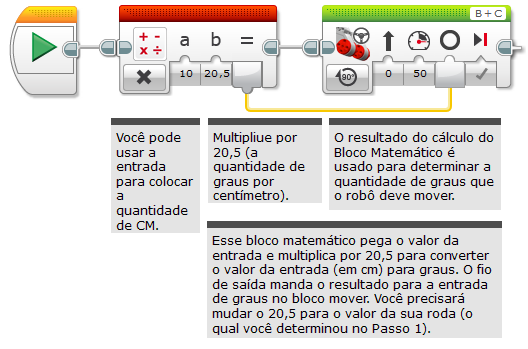 B+C
a b =
10 20,5
90°
0 50
Você pode
usar a
entrada
para colocar
a
quantidade
de CM.
Multipliue por
20,5 (a
quantidade de
graus por
centímetro).
O resultado do cálculo do
Bloco Matemático é
usado para determinar a
quantidade de graus que
o robô deve mover.
Esse bloco matemático pega o valor da
entrada e multiplica por 20,5 para converter
o valor da entrada (em cm) para graus. O fio
de saída manda o resultado para a entrada
de graus no bloco mover. Você precisará
mudar o 20,5 para o valor da sua roda (o
qual você determinou no Passo 1).